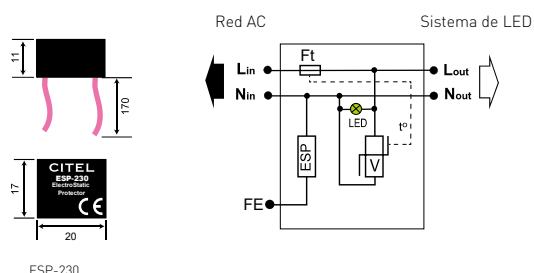 Red AC
Sistema de LED
11
170
CITEL
ESP-230
ElectroStatic
Protector
CE
17
20
ESP-230
Ft
Lin
Nin
Lout
Nout
LED
tº
ESP
V
FE